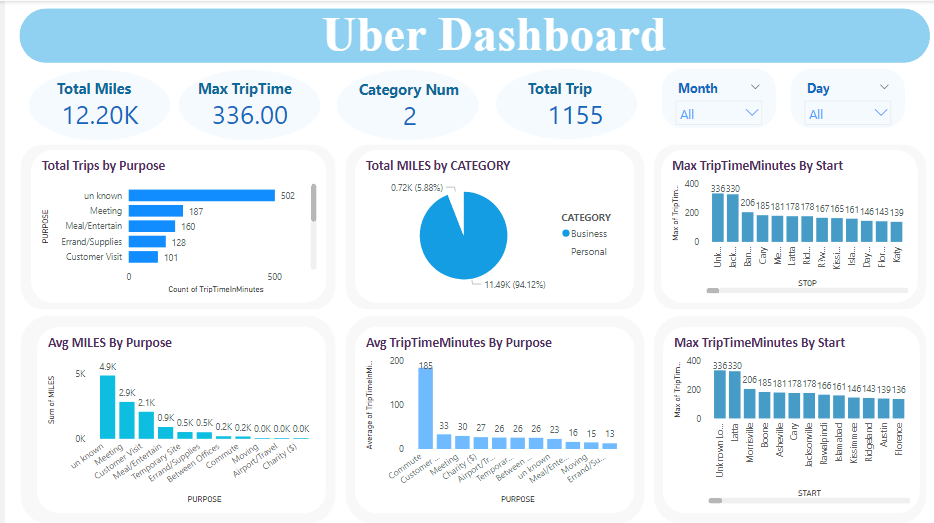 Uber Dashboard
Total Miles
12.20K
Max TripTime
336.00
Category Num
2
Total Trip
1155
Month
All
Day
All
Total Trips by Purpose
PURPOSE
un known 502
Meeting 187
Meal/Entertain 160
Errand/Supplies 128
Customer Visit 101
0 500
Count of TripTimeInMinutes
Total MILES by CATEGORY
0.72K (5.88%)
11.49K (94.12%)
CATEGORY
Business
Personal
Max TripTimeMinutes By Start
Max of TripTim...
400
200
0
336 330 206 185 181 178 178 167 165 161 146 143 139
Unk... Jack... Ban... Cary Me... Latta Rid... R?w... Kissi... Isla... Day... Flor... Katy
STOP
Avg MILES By Purpose
Sum of MILES
5K
0K
4.9K 2.9K 2.1K 0.9K 0.5K 0.5K 0.2K 0.2K 0.0K 0.0K 0.0K
un known Meeting Customer Visit Meal/Entertain Temporary Site Errand/Supplies Between Offices Commute Moving Airport/Travel Charity ($)
PURPOSE
Avg TripTimeMinutes By Purpose
Average of TripTimeInMi...
200
100
0
185 33 30 27 26 26 26 23 16 15 13
Commute Customer ... Meeting Charity ($) Airport/Tr... Temporar... Between ... un known Meal/Ente... Moving Errand/Su...
PURPOSE
Max TripTimeMinutes By Start
Max of TripTim...
400
200
0
336 330 206 185 181 178 178 166 161 146 143 139 136
Unknown Lo... Latta Morrisville Boone Asheville Cary Jacksonville Rawalpindi Islamabad Kissimmee Ridgeland Austin Florence
START